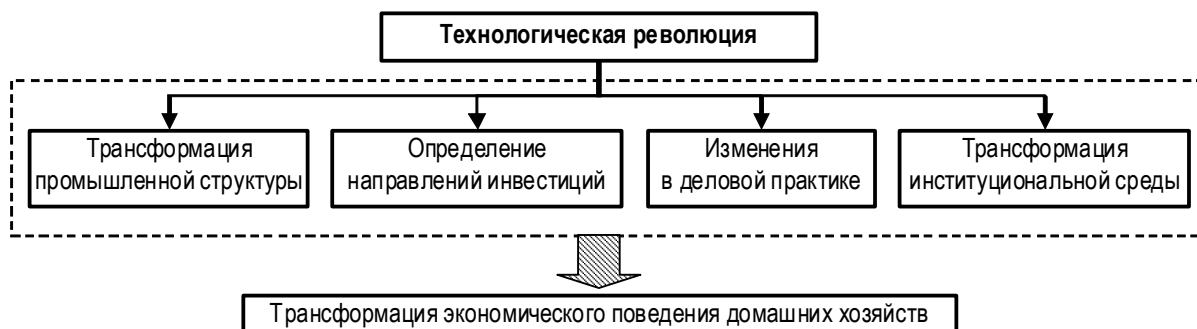 Технологическая революция
Трансформация
промышленной структуры
Определение
направлений инвестиций
Изменения
в деловой практике
Трансформация
институциональной среды
Трансформация экономического поведения домашних хозяйств